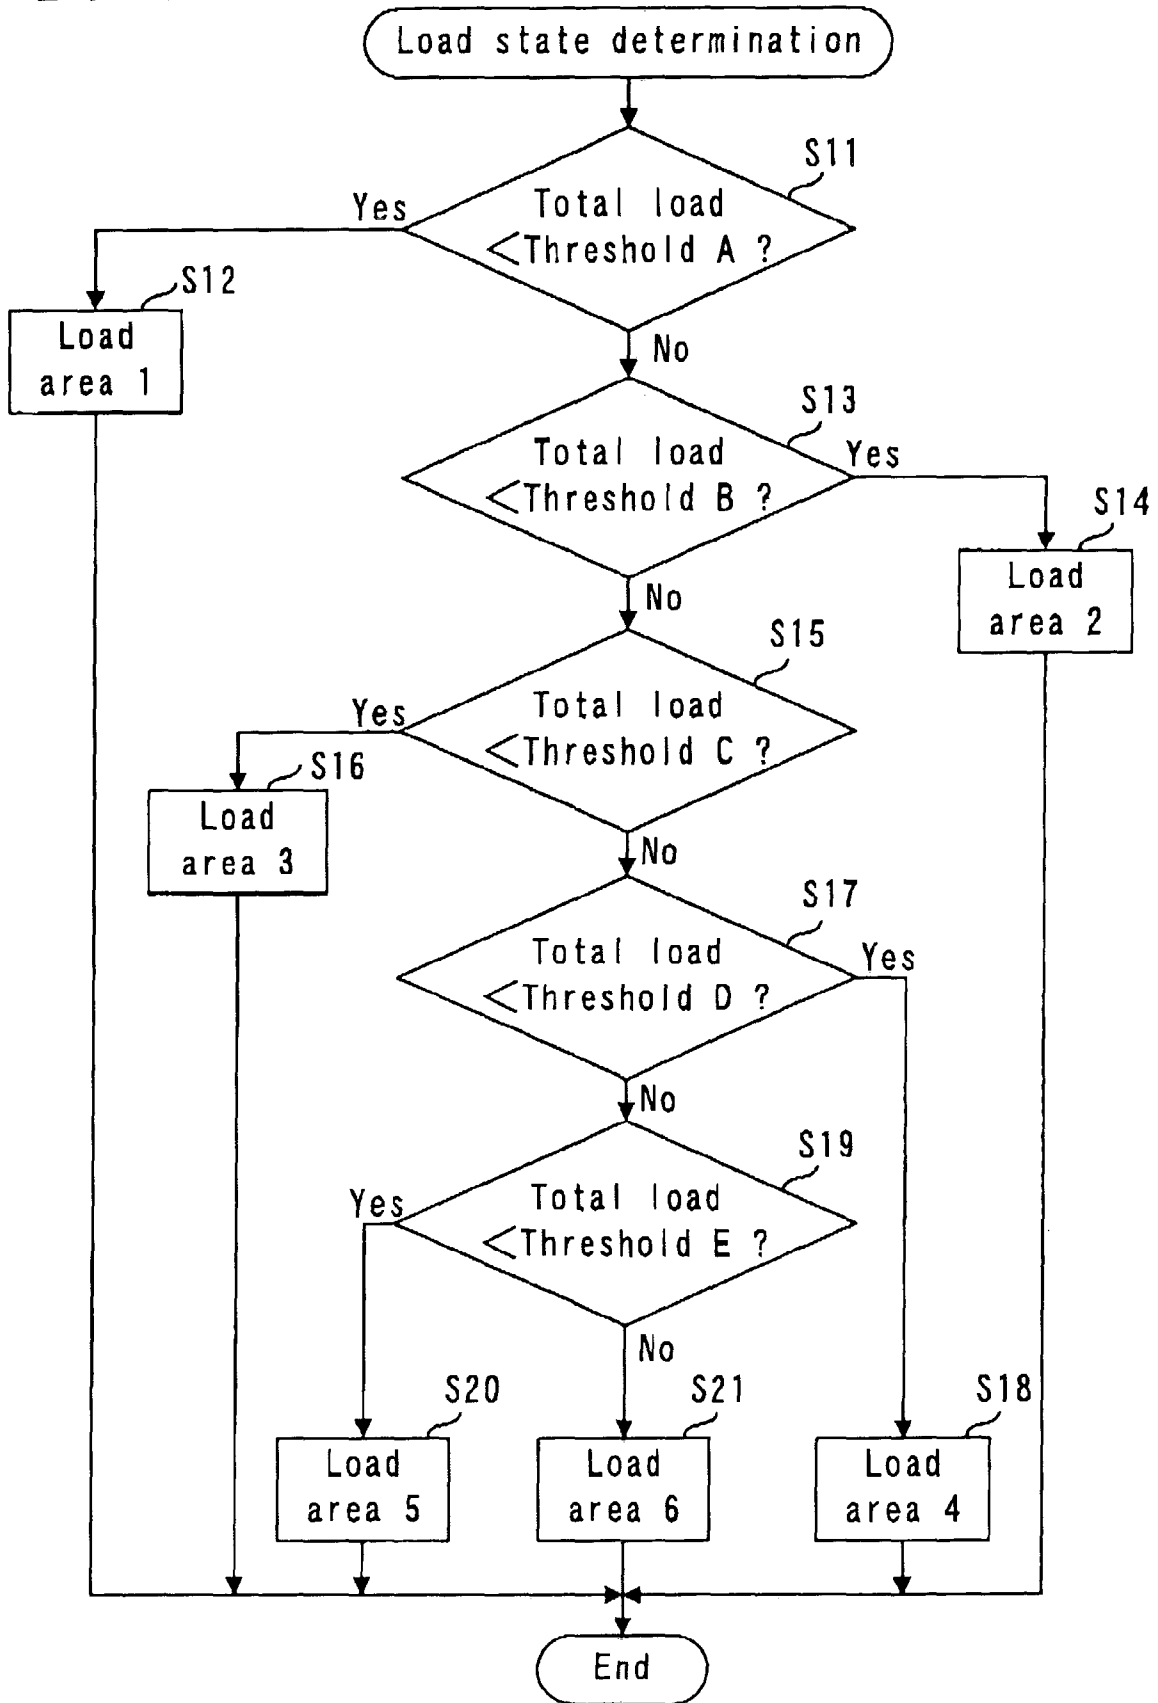 Load state determination
S11
Total load
<Threshold A ?
Yes
No
S12
Load
area 1
S13
Total load
<Threshold B ?
Yes
No
S14
Load
area 2
S15
Total load
<Threshold C ?
Yes
No
S16
Load
area 3
S17
Total load
<Threshold D ?
Yes
No
S19
Total load
<Threshold E ?
Yes
No
S20
Load
area 5
S21
Load
area 6
S18
Load
area 4
End